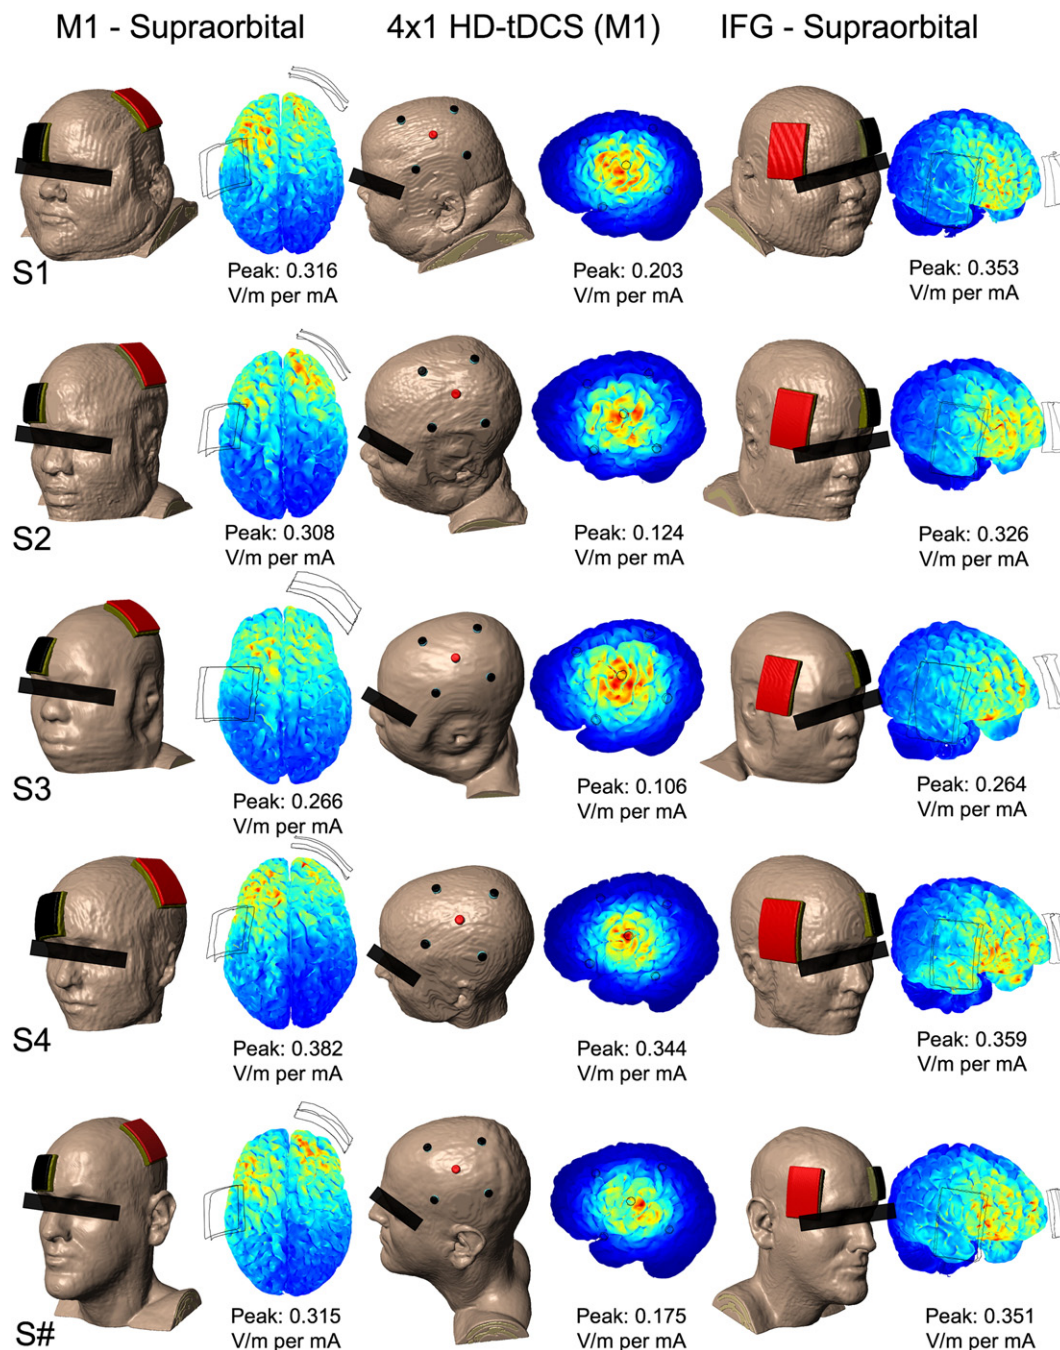 M1 - Supraorbital
4x1 HD-tDCS (M1)
IFG - Supraorbital
S1
Peak: 0.316
V/m per mA
Peak: 0.203
V/m per mA
Peak: 0.353
V/m per mA
S2
Peak: 0.308
V/m per mA
Peak: 0.124
V/m per mA
Peak: 0.326
V/m per mA
S3
Peak: 0.266
V/m per mA
Peak: 0.106
V/m per mA
Peak: 0.264
V/m per mA
S4
Peak: 0.382
V/m per mA
Peak: 0.344
V/m per mA
Peak: 0.359
V/m per mA
S#
Peak: 0.315
V/m per mA
Peak: 0.175
V/m per mA
Peak: 0.351
V/m per mA